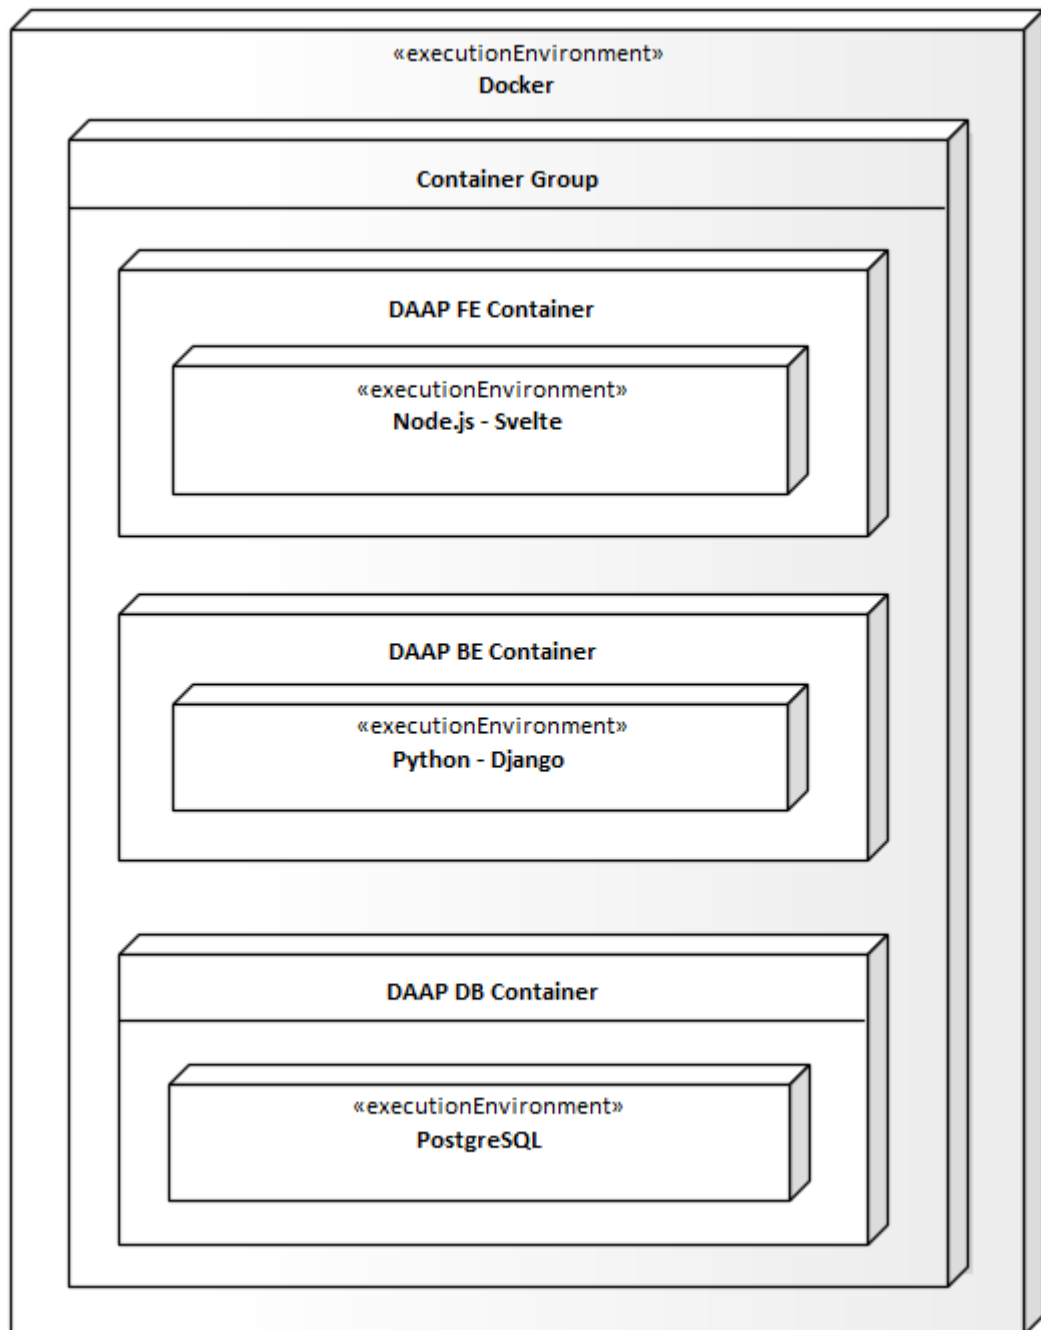 «executionEnvironment»
Docker
Container Group
DAAP FE Container
«executionEnvironment»
Node.js - Svelte
DAAP BE Container
«executionEnvironment»
Python - Django
DAAP DB Container
«executionEnvironment»
PostgreSQL